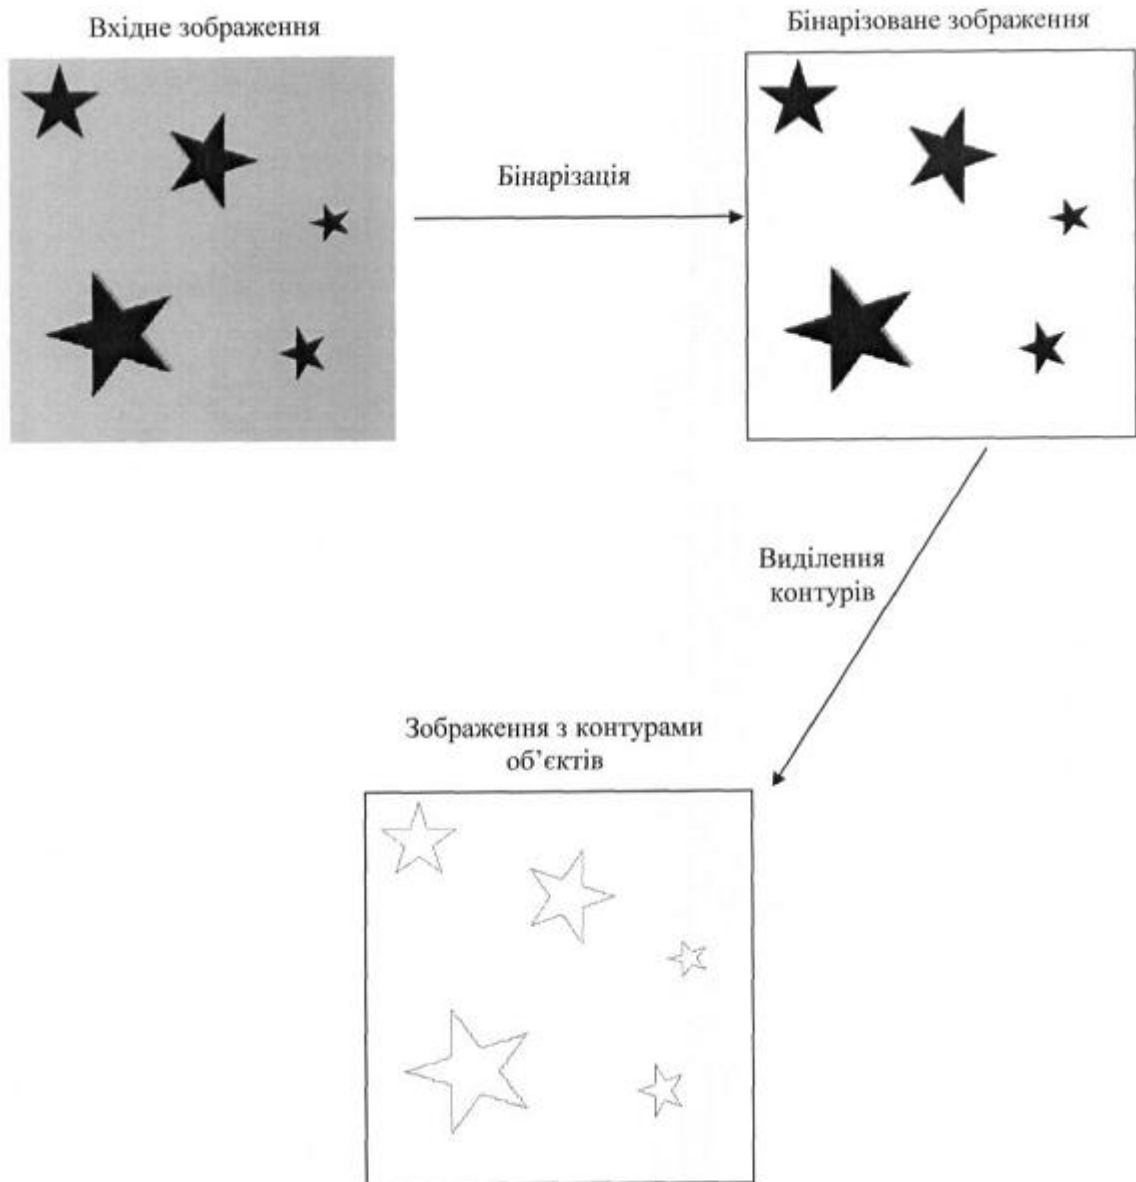 Вхідне зображення
Бінарізоване зображення
Бінарізація
Виділення
контурів
Зображення з контурами
об’єктів